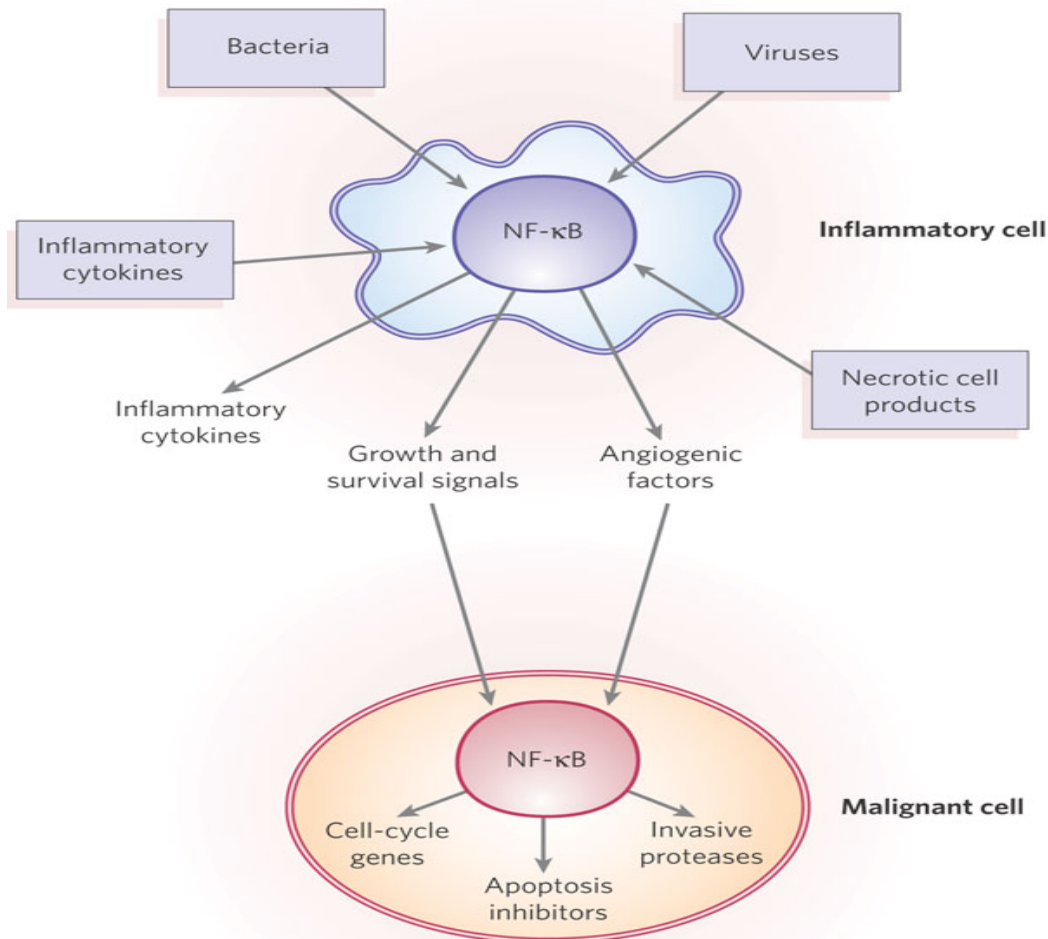 Bacteria
Viruses
NF-κB
Inflammatory cell
Inflammatory
cytokines
Necrotic cell
products
Inflammatory
cytokines
Growth and
survival signals
Angiogenic
factors
NF-κB
Malignant cell
Cell-cycle
genes
Invasive
proteases
Apoptosis
inhibitors